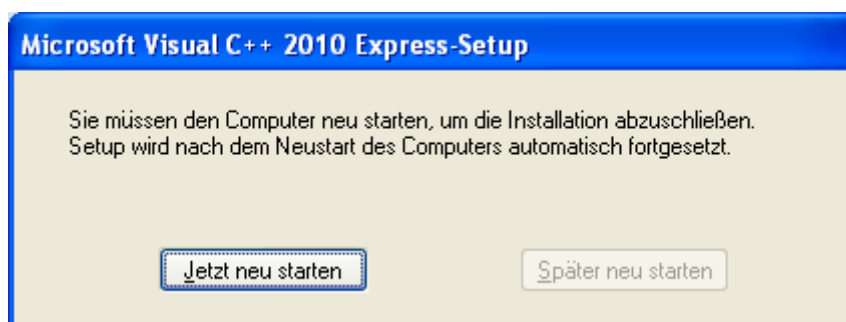 Microsoft Visual C++ 2010 Express-Setup
Sie müssen den Computer neu starten, um die Installation abzuschließen.
Setup wird nach dem Neustart des Computers automatisch fortgesetzt.
Jetzt neu starten
Später neu starten